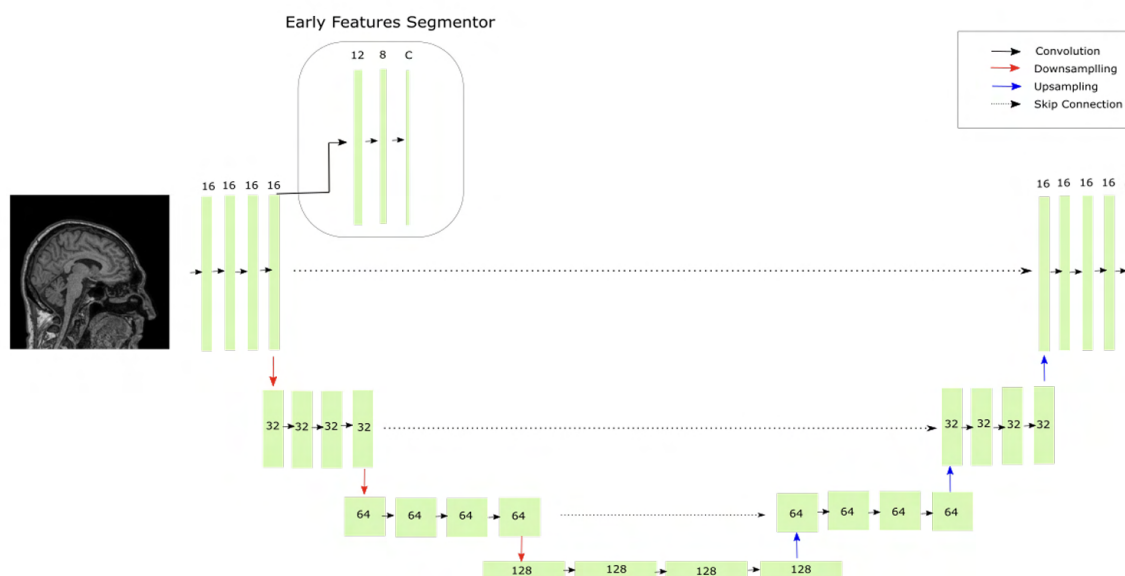 Early Features Segmentor
12 8 C
Convolution
Downsamplling
Upsampling
Skip Connection
16 16 16 16
16 16 16 16
32 32 32 32
32 32 32 32
64 64 64 64
64 64 64 64
128 128 128 128